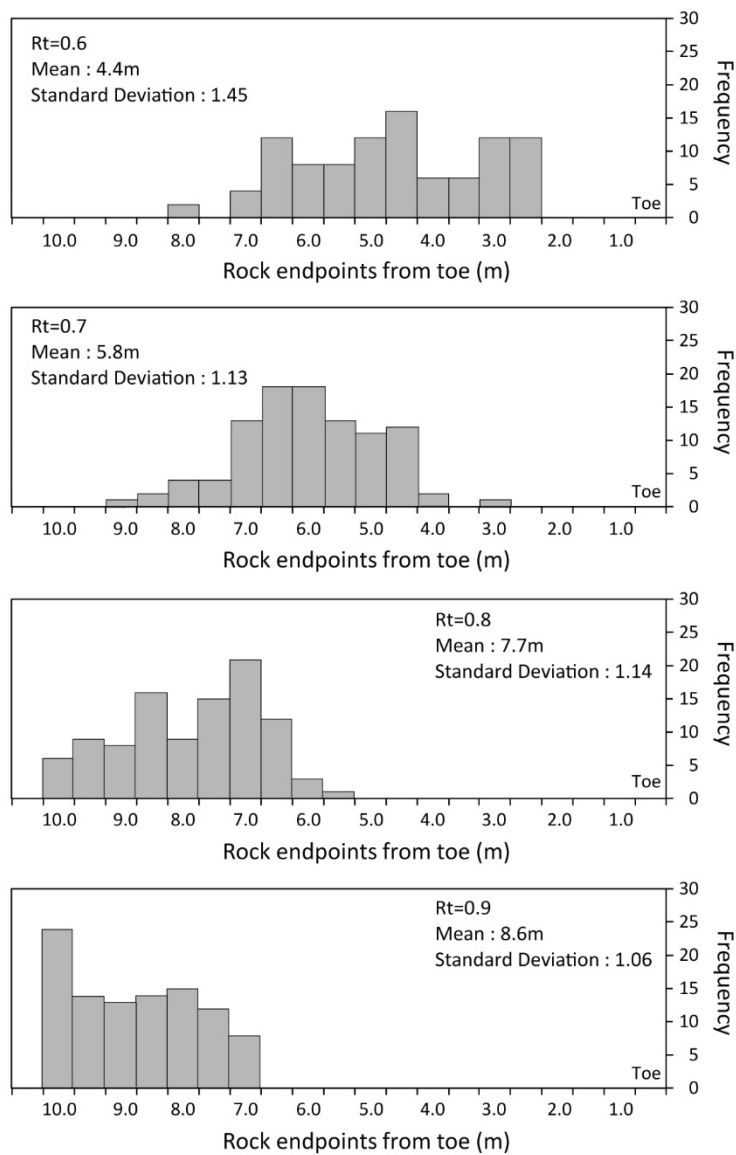 Rt=0.6
Mean : 4.4m
Standard Deviation : 1.45
30
25
20
15
10
5
0
Frequency
Toe
10.0 9.0 8.0 7.0 6.0 5.0 4.0 3.0 2.0 1.0
Rock endpoints from toe (m)
Rt=0.7
Mean : 5.8m
Standard Deviation : 1.13
30
25
20
15
10
5
0
Frequency
Toe
10.0 9.0 8.0 7.0 6.0 5.0 4.0 3.0 2.0 1.0
Rock endpoints from toe (m)
Rt=0.8
Mean : 7.7m
Standard Deviation : 1.14
30
25
20
15
10
5
0
Frequency
Toe
10.0 9.0 8.0 7.0 6.0 5.0 4.0 3.0 2.0 1.0
Rock endpoints from toe (m)
Rt=0.9
Mean : 8.6m
Standard Deviation : 1.06
30
25
20
15
10
5
0
Frequency
Toe
10.0 9.0 8.0 7.0 6.0 5.0 4.0 3.0 2.0 1.0
Rock endpoints from toe (m)